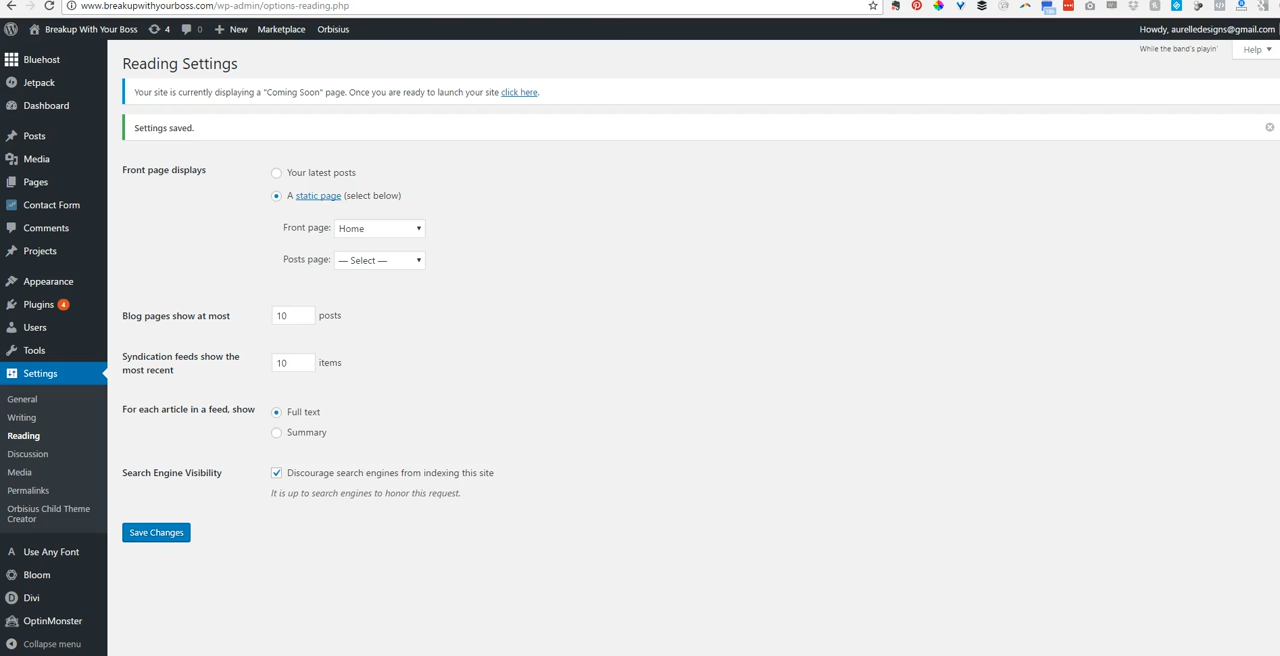 www.breakupwithyourboss.com/wp-admin/options-reading.php
Breakup With Your Boss 4 0 New Marketplace Orbisius Howdy, aurelledesigns@gmail.com
While the band's playin' Help
Bluehost
Jetpack
Dashboard
Posts
Media
Pages
Contact Form
Comments
Projects
Appearance
Plugins 4
Users
Tools
Settings
General
Writing
Reading
Discussion
Media
Permalinks
Orbisius Child Theme
Creator
Use Any Font
Bloom
Divi
OptinMonster
Collapse menu
Reading Settings
Your site is currently displaying a "Coming Soon" page. Once you are ready to launch your site click here.
Settings saved.
Front page displays
Your latest posts
A static page (select below)
Front page: Home
Posts page: — Select —
Blog pages show at most 10 posts
Syndication feeds show the
most recent
10 items
For each article in a feed, show
Full text
Summary
Search Engine Visibility
Discourage search engines from indexing this site
It is up to search engines to honor this request.
Save Changes